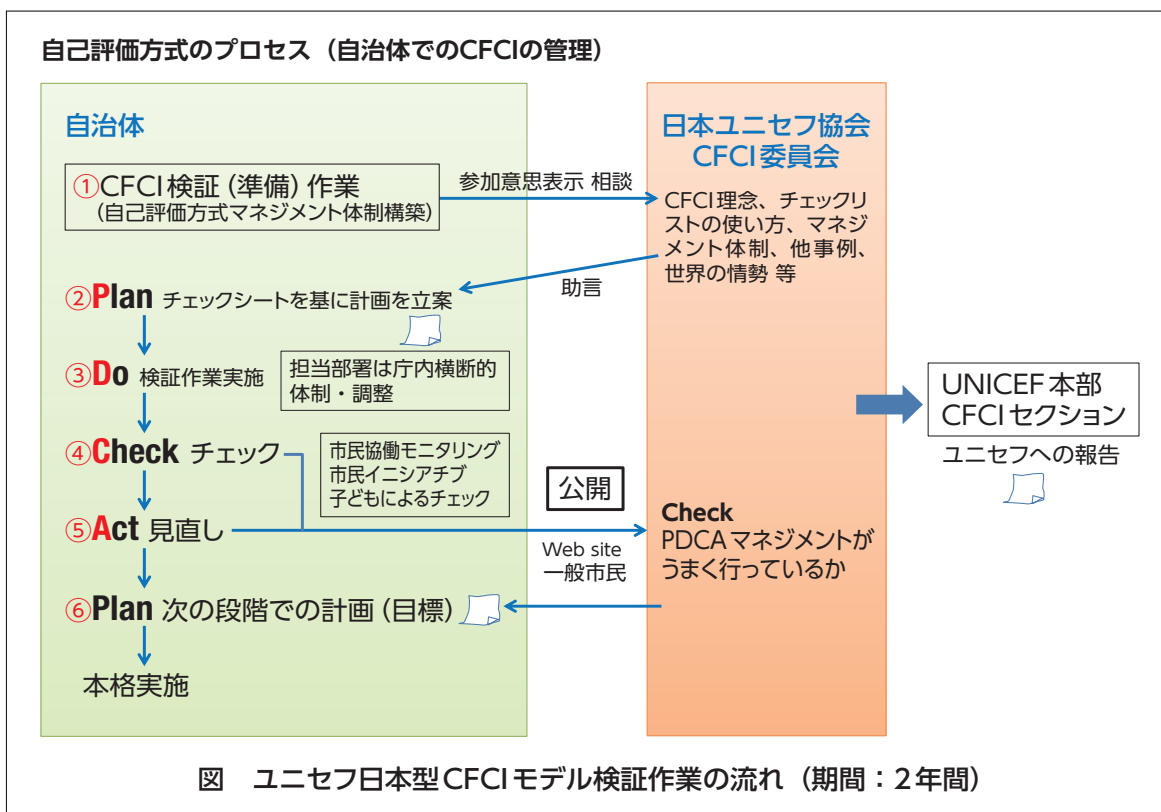 自己評価方式のプロセス（自治体でのCFCIの管理）
自治体
①CFCI検証（準備）作業
（自己評価方式マネジメント体制構築）
参加意思表示 相談
日本ユニセフ協会
CFCI委員会
CFCI理念、チェックリ
ストの使い方、マネジ
メント体制、他事例、
世界の情勢 等
助言
②Plan チェックシートを基に計画を立案
③Do 検証作業実施
担当部署は庁内横断的
体制・調整
④Check チェック
市民協働モニタリング
市民イニシアチブ
子どもによるチェック
公開
⑤Act 見直し
Web site
一般市民
Check
PDCAマネジメントが
うまく行っているか
UNICEF本部
CFCIセクション
ユニセフへの報告
⑥Plan 次の段階での計画（目標）
本格実施
図　ユニセフ日本型CFCIモデル検証作業の流れ（期間：2年間）